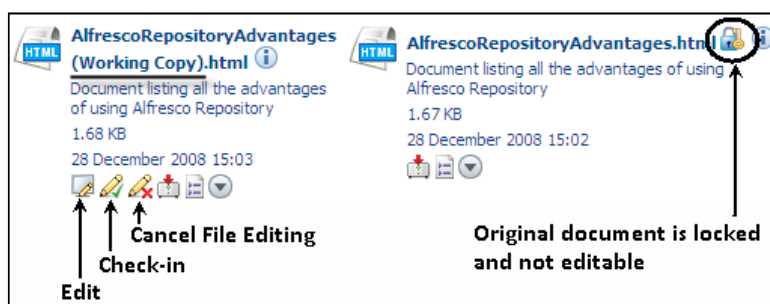 HTML
AlfrescoRepositoryAdvantages
(Working Copy).html
Document listing all the advantages
of using Alfresco Repository
1.68 KB
28 December 2008 15:03
Cancel File Editing
Check-in
Edit
HTML
AlfrescoRepositoryAdvantages.html
Document listing all the advantages of using
Alfresco Repository
1.67 KB
28 December 2008 15:02
Original document is locked
and not editable